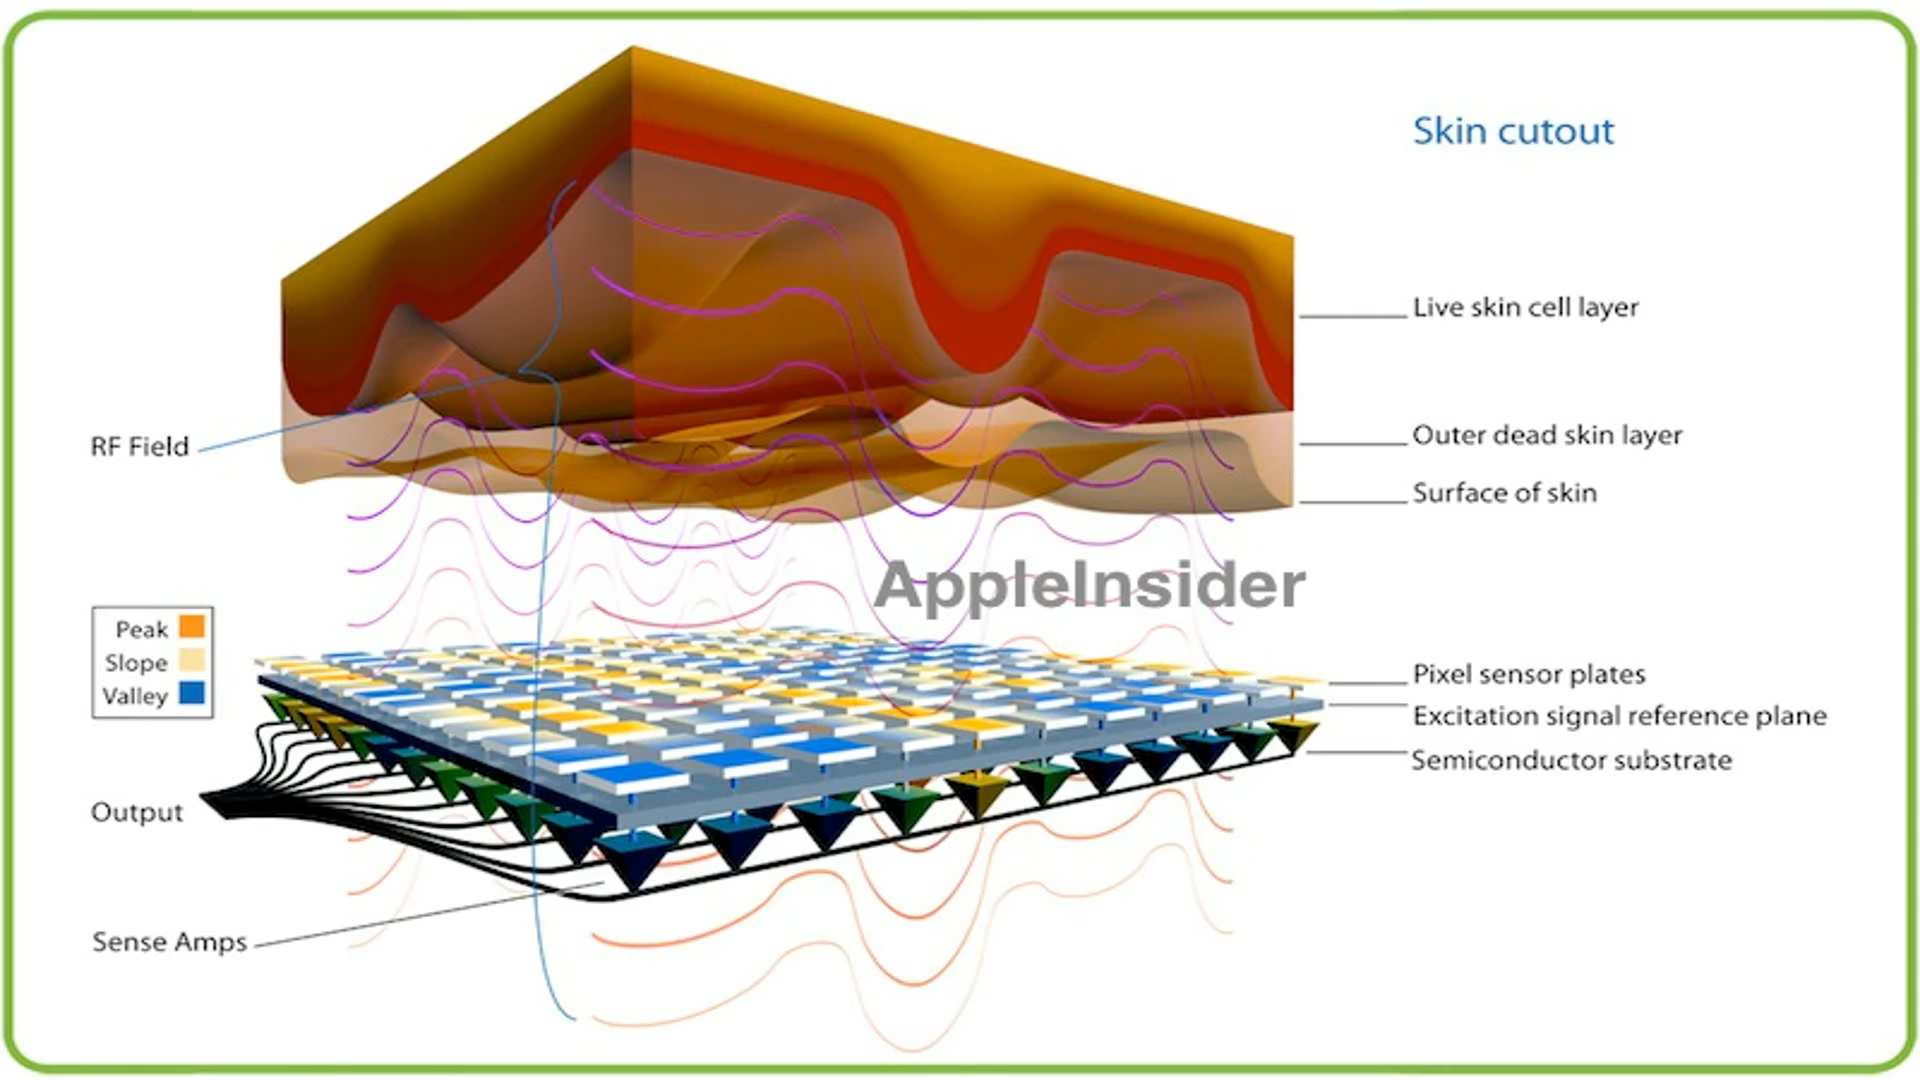 Skin cutout
Live skin cell layer
RF Field
Outer dead skin layer
Surface of skin
AppleInsider
Peak
Slope
Valley
Pixel sensor plates
Excitation signal reference plane
Semiconductor substrate
Output
Sense Amps